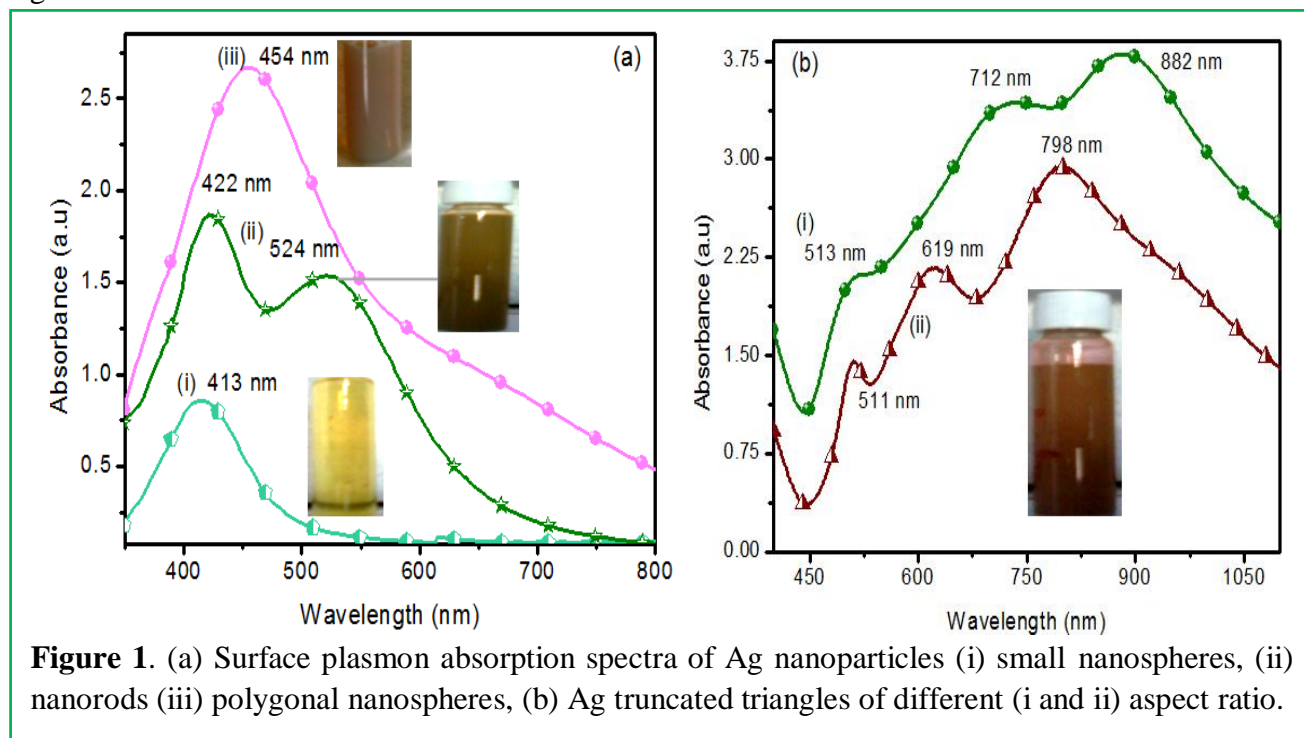 (a)
(iii) 454 nm
422 nm
(ii)
524 nm
(i) 413 nm
2.5
2.0
1.5
1.0
0.5
Absorbance (a.u)
400 500 600 700 800
Wavelength (nm)
(b)
712 nm
882 nm
798 nm
(i)
513 nm
619 nm
(ii)
511 nm
3.75
3.00
2.25
1.50
0.75
0.00
Absorbance (a.u)
450 600 750 900 1050
Wavelength (nm)
Figure 1. (a) Surface plasmon absorption spectra of Ag nanoparticles (i) small nanospheres, (ii)
nanorods (iii) polygonal nanospheres, (b) Ag truncated triangles of different (i and ii) aspect ratio.